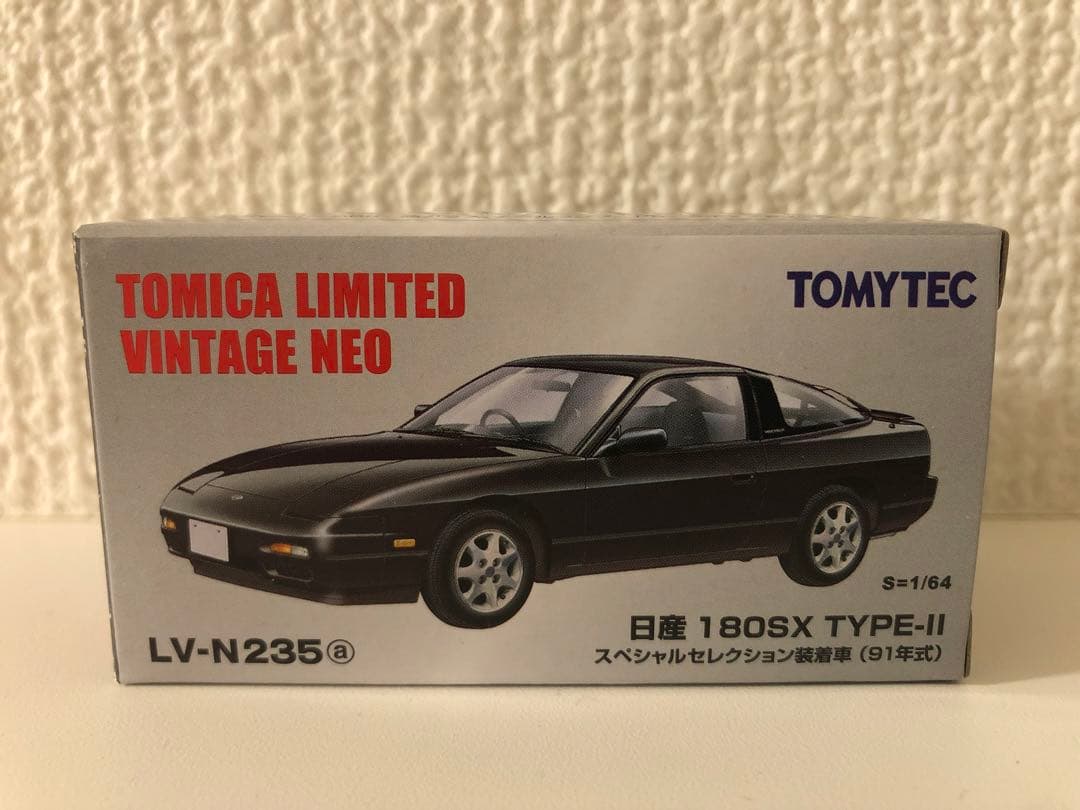 TOMICA LIMITED
VINTAGE NEO
TOMYTEC
S=1/64
LV-N235ⓐ
日産 180SX TYPE-II
スペシャルセレクション装着車（91年式）